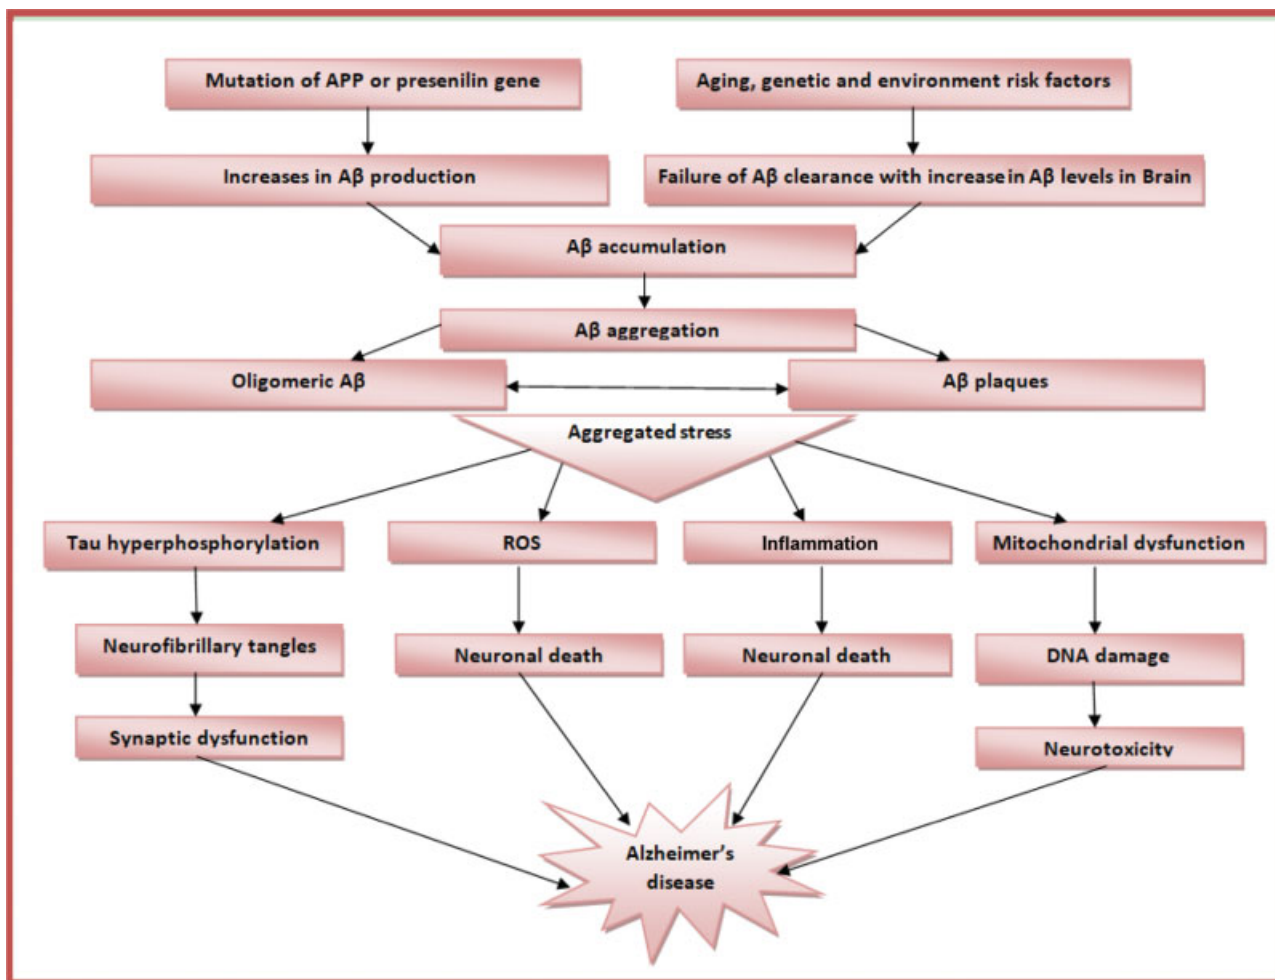 Mutation of APP or presenilin gene
Aging, genetic and environment risk factors
Increases in Aβ production
Failure of Aβ clearance with increase in Aβ levels in Brain
Aβ accumulation
Aβ aggregation
Oligomeric Aβ
Aβ plaques
Aggregated stress
Tau hyperphosphorylation
ROS
Inflammation
Mitochondrial dysfunction
Neurofibrillary tangles
Neuronal death
Neuronal death
DNA damage
Synaptic dysfunction
Neurotoxicity
Alzheimer’s
disease